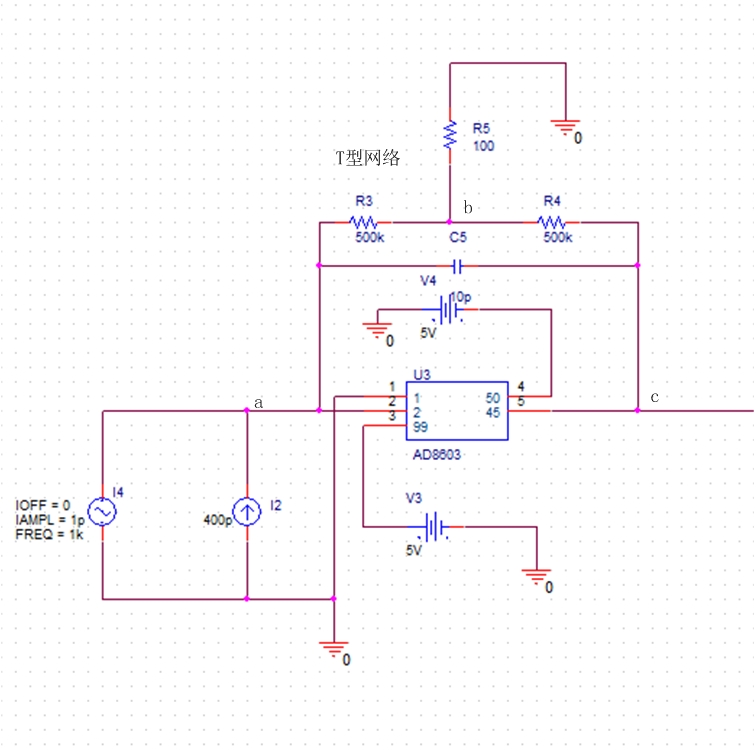 R5
100
0
T型网络
R3
b
R4
500k
C5
500k
V4
10p
0
5V
U3
1
4
1
50
2
5
2
45
3
99
a
c
AD8603
I4
IOFF = 0
IAMPL = 1p
FREQ = 1k
I2
400p
V3
5V
0
0